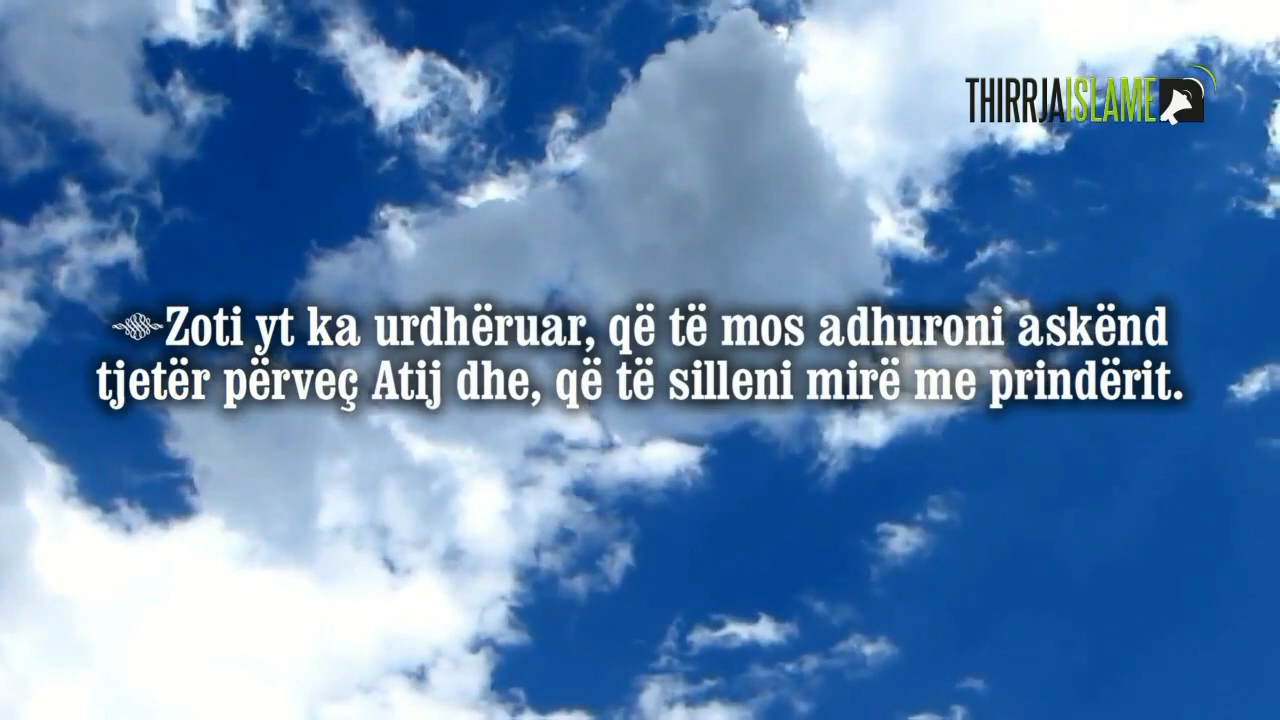 THIRRJAISLAME
Zoti yt ka urdhëruar, që të mos adhuroni askënd
tjetër përveç Atij dhe, që të silleni mirë me prindërit.